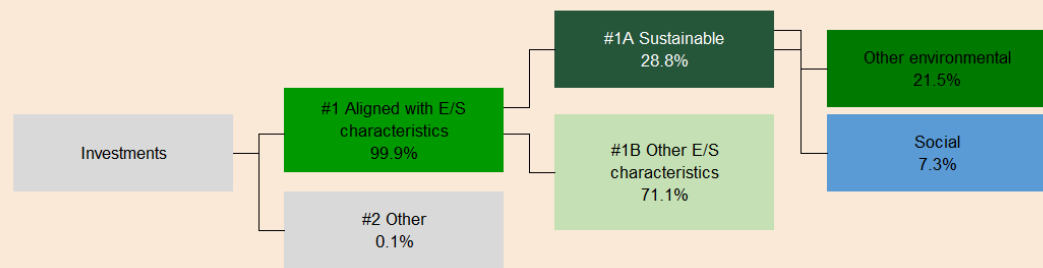 Investments
#1 Aligned with E/S
characteristics
99.9%
#2 Other
0.1%
#1A Sustainable
28.8%
#1B Other E/S
characteristics
71.1%
Other environmental
21.5%
Social
7.3%